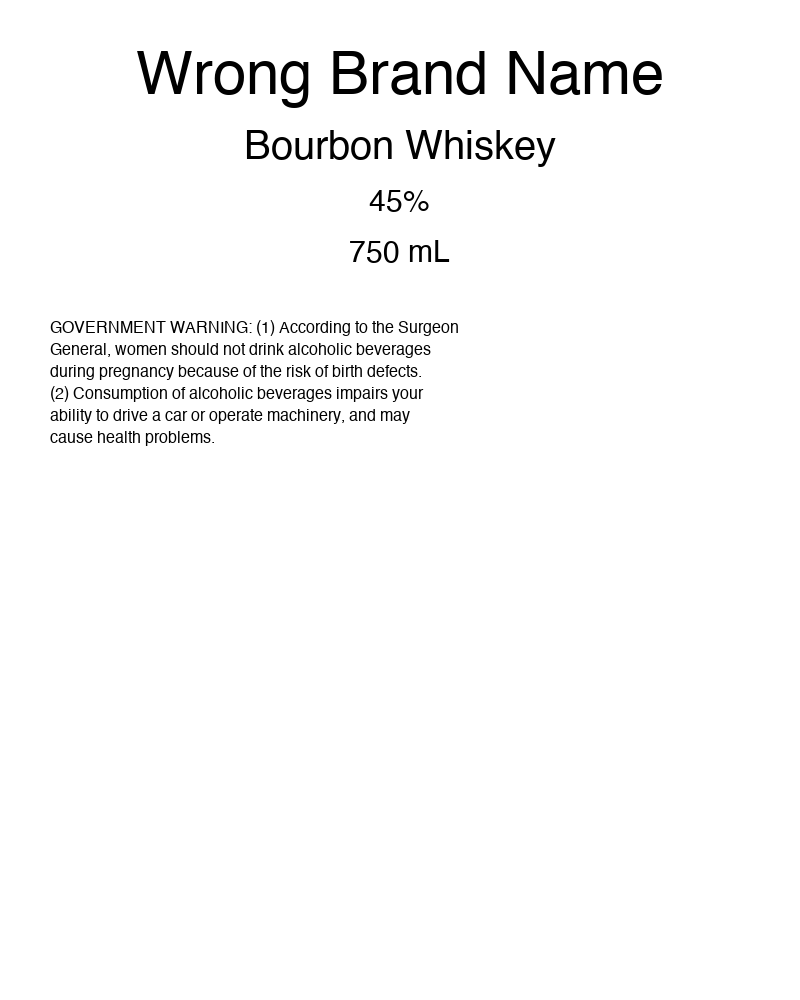 Wrong Brand Name
Bourbon Whiskey
45%
750 mL
GOVERNMENT WARNING: (1) According to the Surgeon
General, women should not drink alcoholic beverages
during pregnancy because of the risk of birth defects.
(2) Consumption of alcoholic beverages impairs your
ability to drive a car or operate machinery, and may
cause health problems.